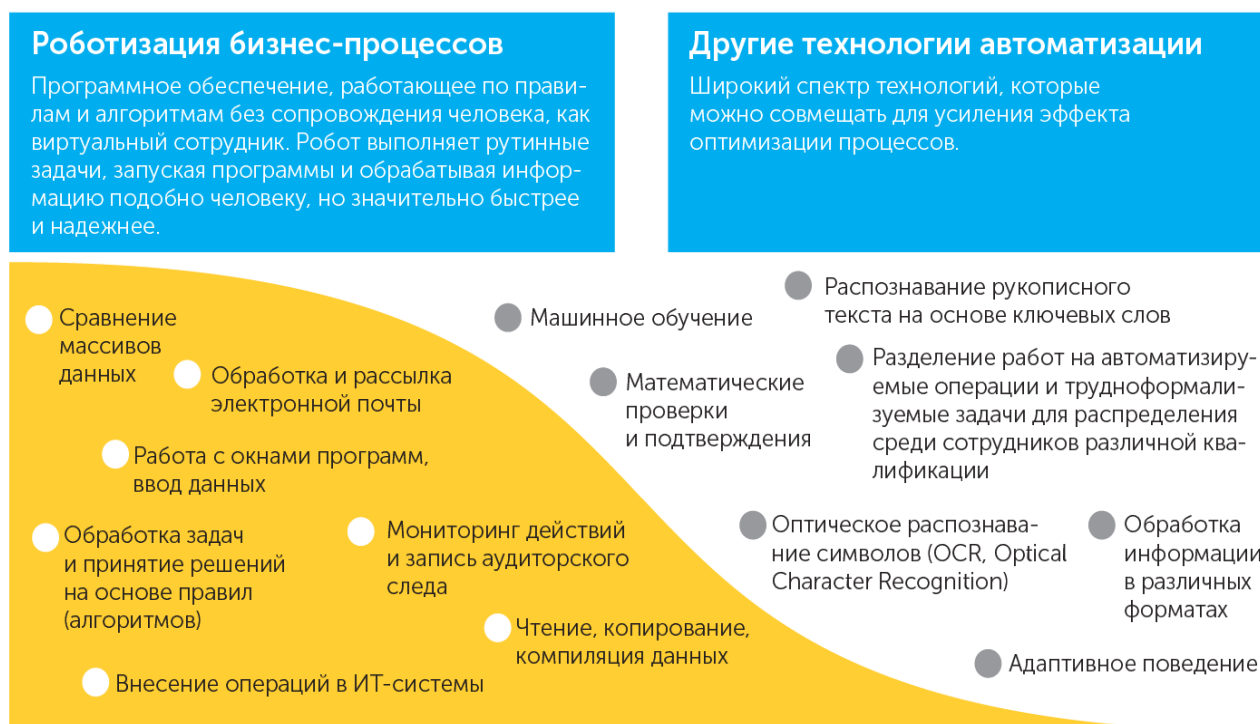 Роботизация бизнес-процессов
Программное обеспечение, работающее по прави-
лам и алгоритмам без сопровождения человека, как
виртуальный сотрудник. Робот выполняет рутинные
задачи, запуская программы и обрабатывая инфор-
мацию подобно человеку, но значительно быстрее
и надежнее.
Другие технологии автоматизации
Широкий спектр технологий, которые
можно совмещать для усиления эффекта
оптимизации процессов.
Сравнение
массивов
данных
Обработка и рассылка
электронной почты
Работа с окнами программ,
ввод данных
Обработка задач
и принятие решений
на основе правил
(алгоритмов)
Мониторинг действий
и запись аудиторского
следа
Чтение, копирование,
компиляция данных
Внесение операций в ИТ-системы
Машинное обучение
Математические
проверки
и подтверждения
Распознавание рукописного
текста на основе ключевых слов
Разделение работ на автоматизиру-
емые операции и трудноформали-
зуемые задачи для распределения
среди сотрудников различной ква-
лификации
Оптическое распознава-
ние символов (OCR, Optical
Character Recognition)
Обработка
информации
в различных
форматах
Адаптивное поведение